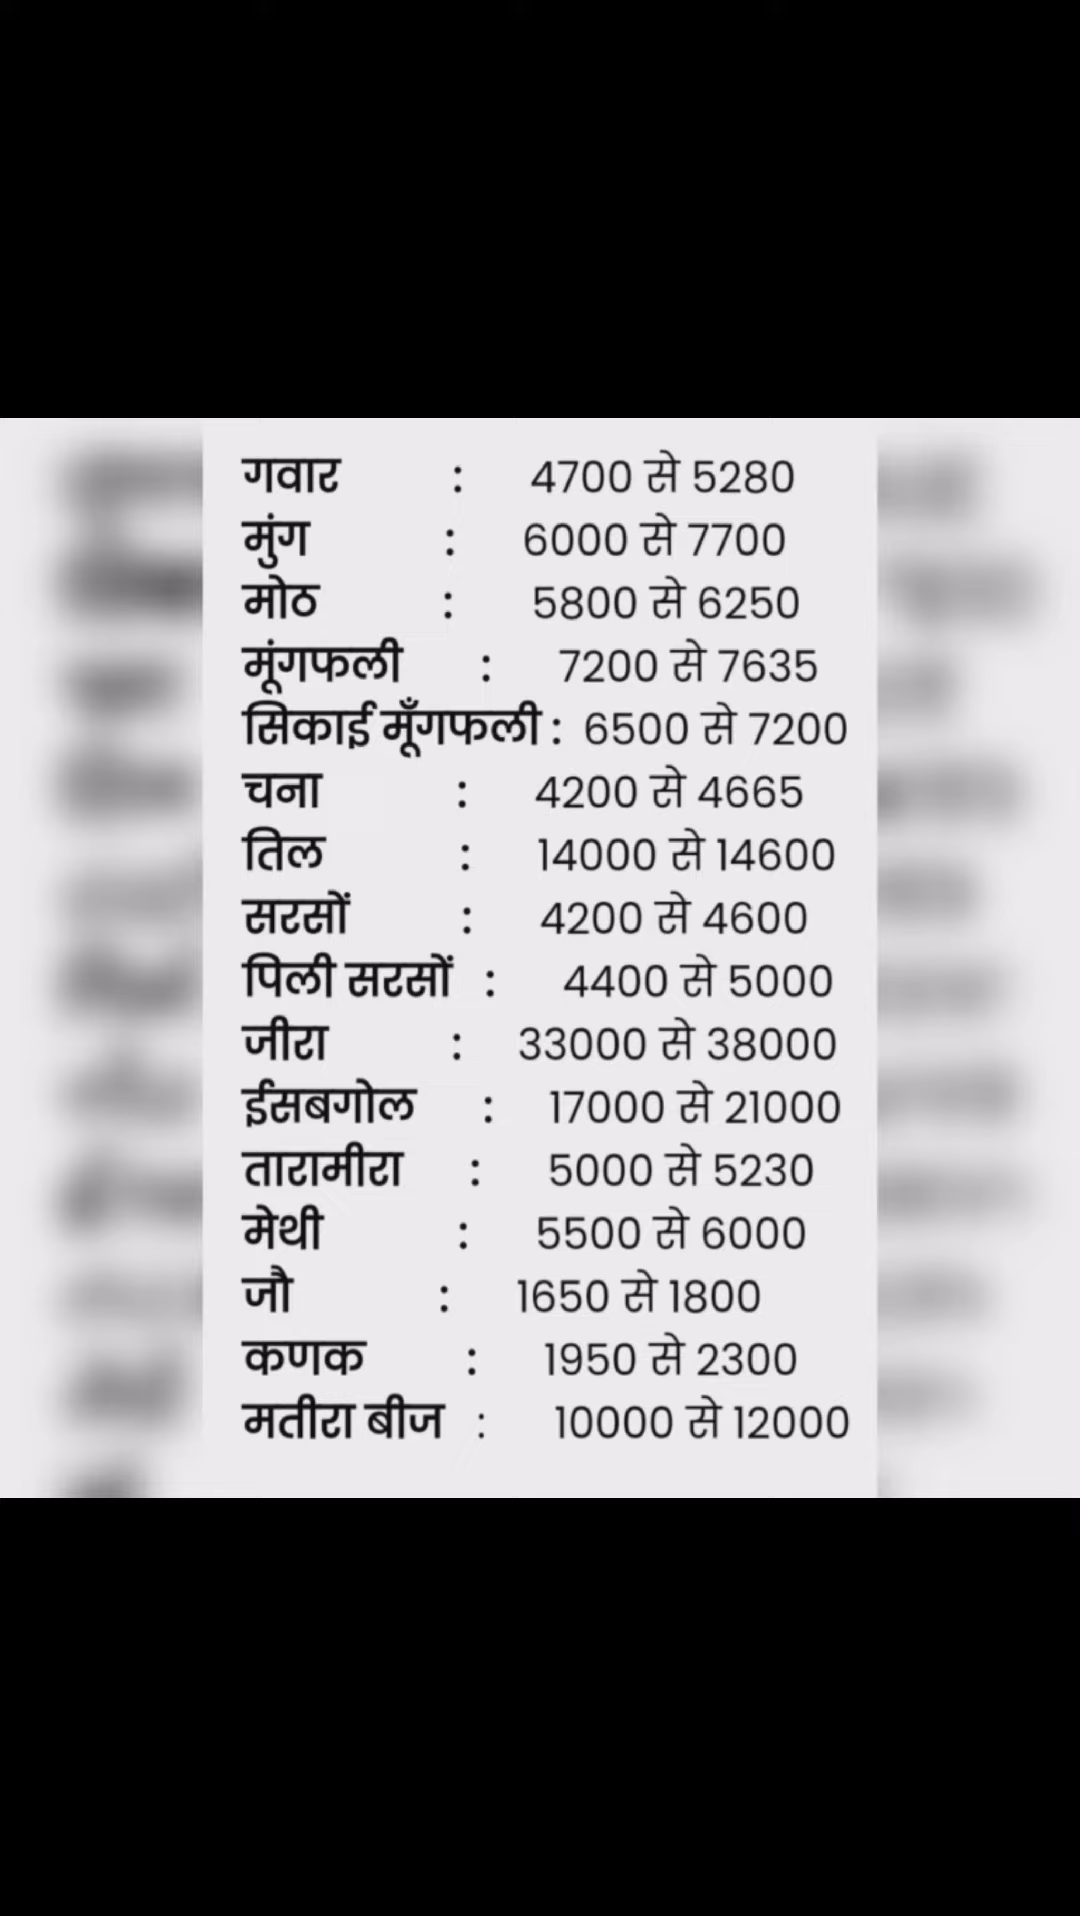 गवार : 4700 से 5280
मुंग : 6000 से 7700
मोठ : 5800 से 6250
मूंगफली : 7200 से 7635
सिकाई मूँगफली : 6500 से 7200
चना : 4200 से 4665
तिल : 14000 से 14600
सरसों : 4200 से 4600
पिली सरसों : 4400 से 5000
जीरा : 33000 से 38000
ईसबगोल : 17000 से 21000
तारामीरा : 5000 से 5230
मेथी : 5500 से 6000
जौ : 1650 से 1800
कणक : 1950 से 2300
मतीरा बीज : 10000 से 12000